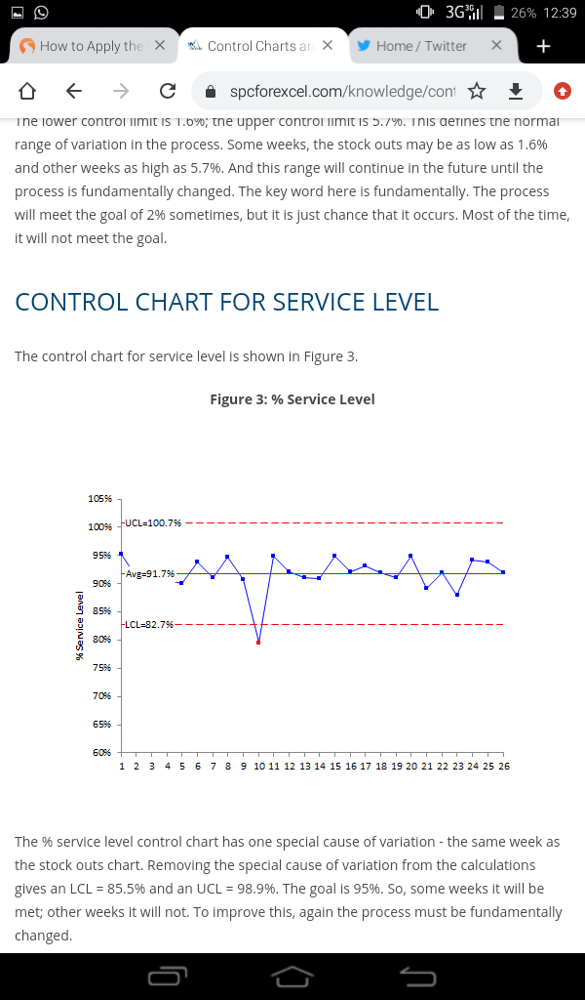 3G 3G 26% 12:39
How to Apply the
Control Charts an
Home / Twitter
spcforexcel.com/knowledge/cont
The lower control limit is 1.6%; the upper control limit is 5.7%. This defines the normal
range of variation in the process. Some weeks, the stock outs may be as low as 1.6%
and other weeks as high as 5.7%. And this range will continue in the future until the
process is fundamentally changed. The key word here is fundamentally. The process
will meet the goal of 2% sometimes, but it is just chance that it occurs. Most of the time,
it will not meet the goal.
CONTROL CHART FOR SERVICE LEVEL
The control chart for service level is shown in Figure 3.
Figure 3: % Service Level
105%
100%
UCL=100.7%
95%
Avg=91.7%
90%
85%
LCL=82.7%
80%
75%
70%
65%
60%
% Service Level
1 2 3 4 5 6 7 8 9 10 11 12 13 14 15 16 17 18 19 20 21 22 23 24 25 26
The % service level control chart has one special cause of variation - the same week as
the stock outs chart. Removing the special cause of variation from the calculations
gives an LCL = 85.5% and an UCL = 98.9%. The goal is 95%. So, some weeks it will be
met; other weeks it will not. To improve this, again the process must be fundamentally
changed.